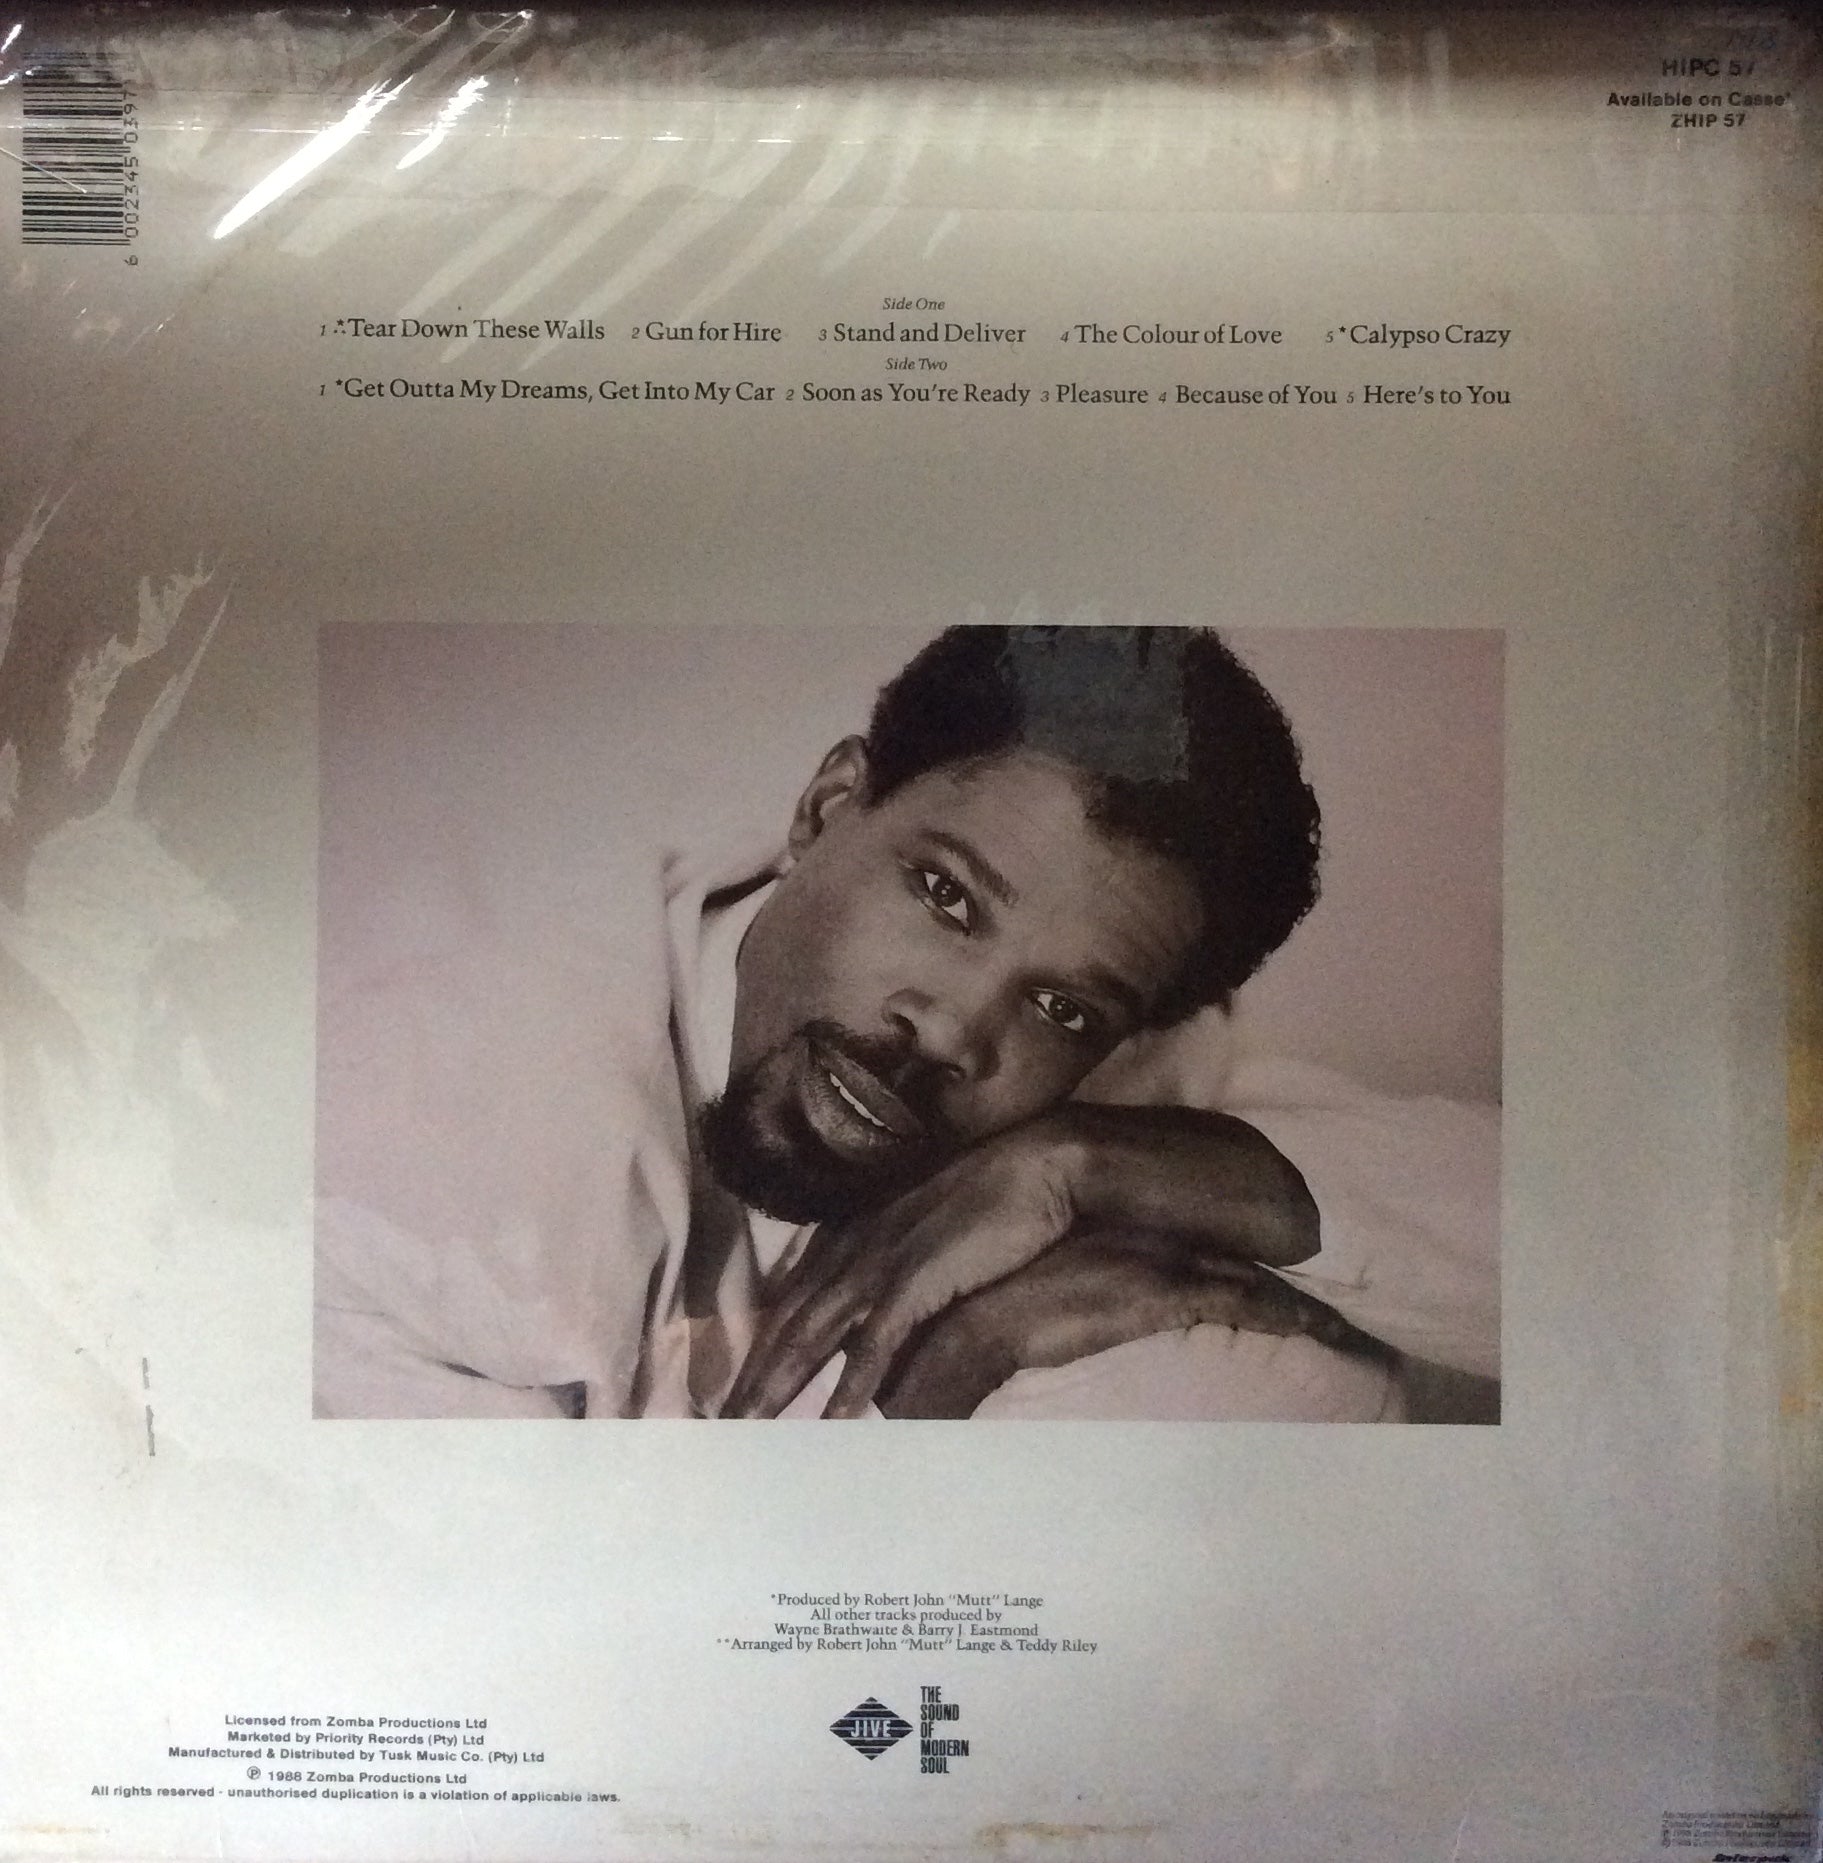 HIPC 57
Available on Casse
ZHIP 57
6 002345 0397
Side One
1 **Tear Down These Walls 2 Gun for Hire 3 Stand and Deliver 4 The Colour of Love 5 *Calypso Crazy
Side Two
1 *Get Outta My Dreams, Get Into My Car 2 Soon as You're Ready 3 Pleasure 4 Because of You 5 Here's to You
*Produced by Robert John "Mutt" Lange
All other tracks produced by
Wayne Brathwaite & Barry J. Eastmond
**Arranged by Robert John "Mutt" Lange & Teddy Riley
JIVE
THE
SOUND
OF
MODERN
SOUL
Licensed from Zomba Productions Ltd
Marketed by Priority Records (Pty) Ltd
Manufactured & Distributed by Tusk Music Co. (Pty) Ltd
℗ 1988 Zomba Productions Ltd
All rights reserved - unauthorised duplication is a violation of applicable laws.